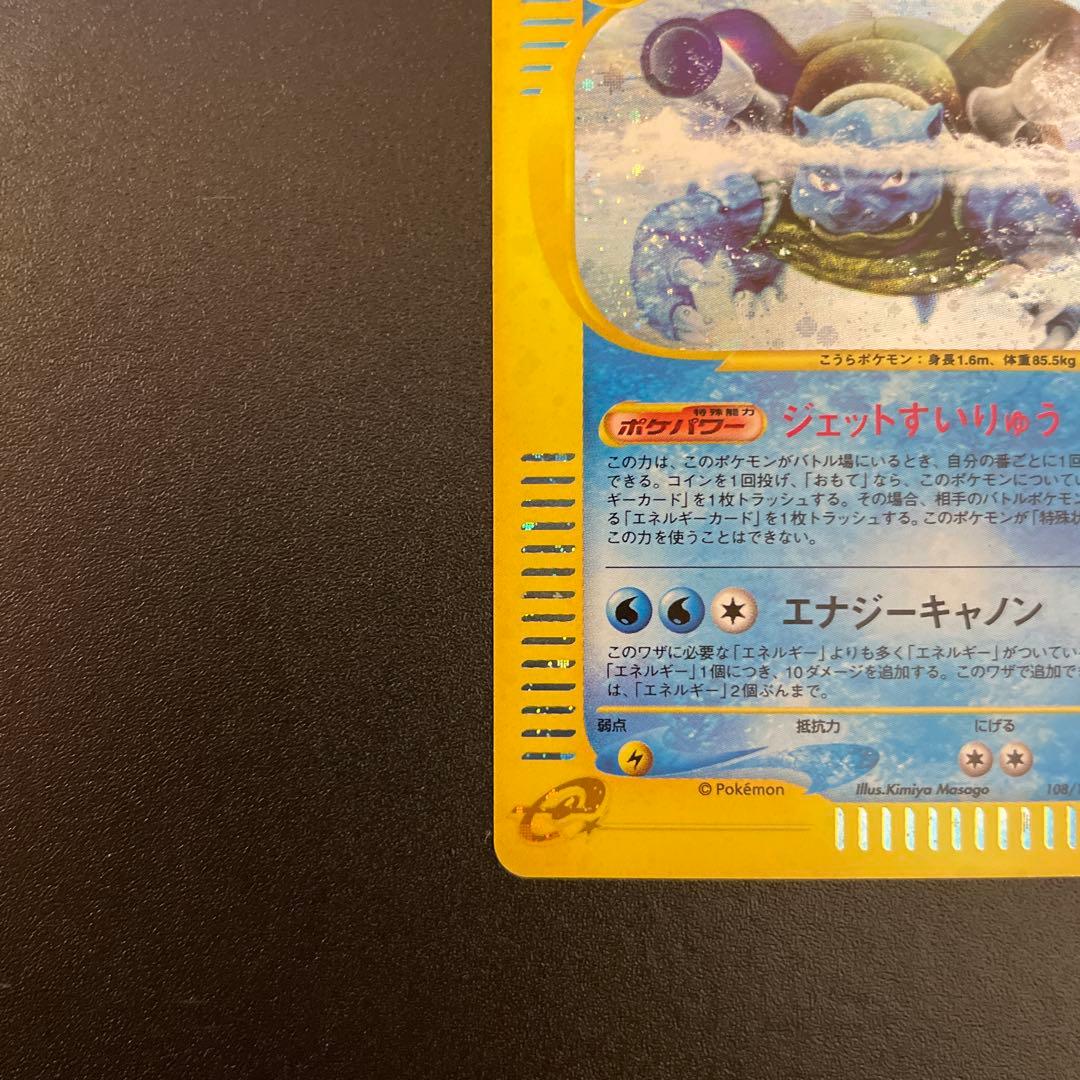 こうらポケモン：身長1.6m、体重85.5kg
特殊能力
ポケパワー ジェットすいりゅう
この力は、このポケモンがバトル場にいるとき、自分の番ごとに1回
できる。コインを1回投げ、「おもて」なら、このポケモンについてい
ギーカード」を1枚トラッシュする。その場合、相手のバトルポケモン
る「エネルギーカード」を1枚トラッシュする。このポケモンが「特殊状
この力を使うことはできない。
エナジーキャノン
このワザに必要な「エネルギー」よりも多く「エネルギー」がついてい
「エネルギー」1個につき、10ダメージを追加する。このワザで追加で
は、「エネルギー」2個ぶんまで。
弱点 抵抗力 にげる
©Pokémon Illus.Kimiya Masago 108/